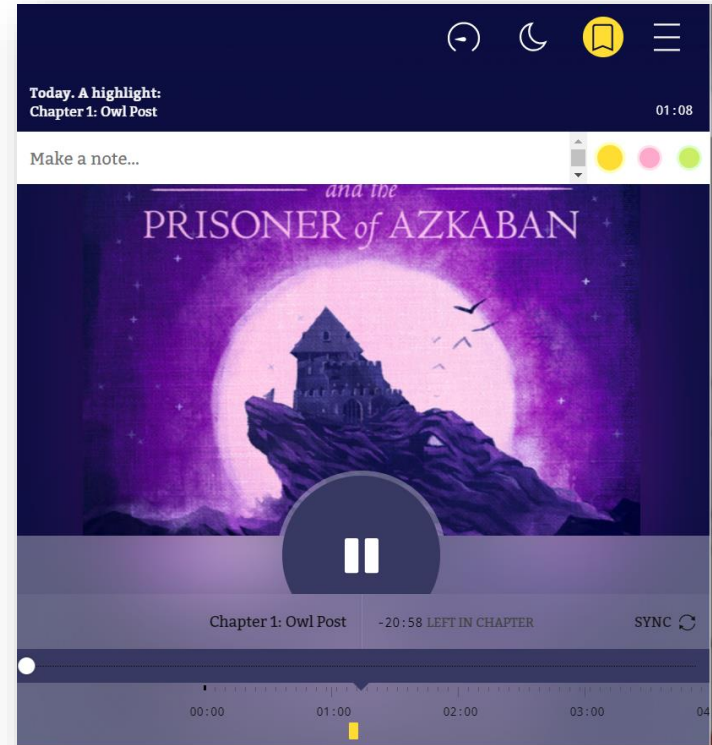 Today. A highlight:
Chapter 1: Owl Post
01:08
Make a note...
and the
PRISONER of AZKABAN
Chapter 1: Owl Post
-20:58 LEFT IN CHAPTER
SYNC
00:00 01:00 02:00 03:00 04